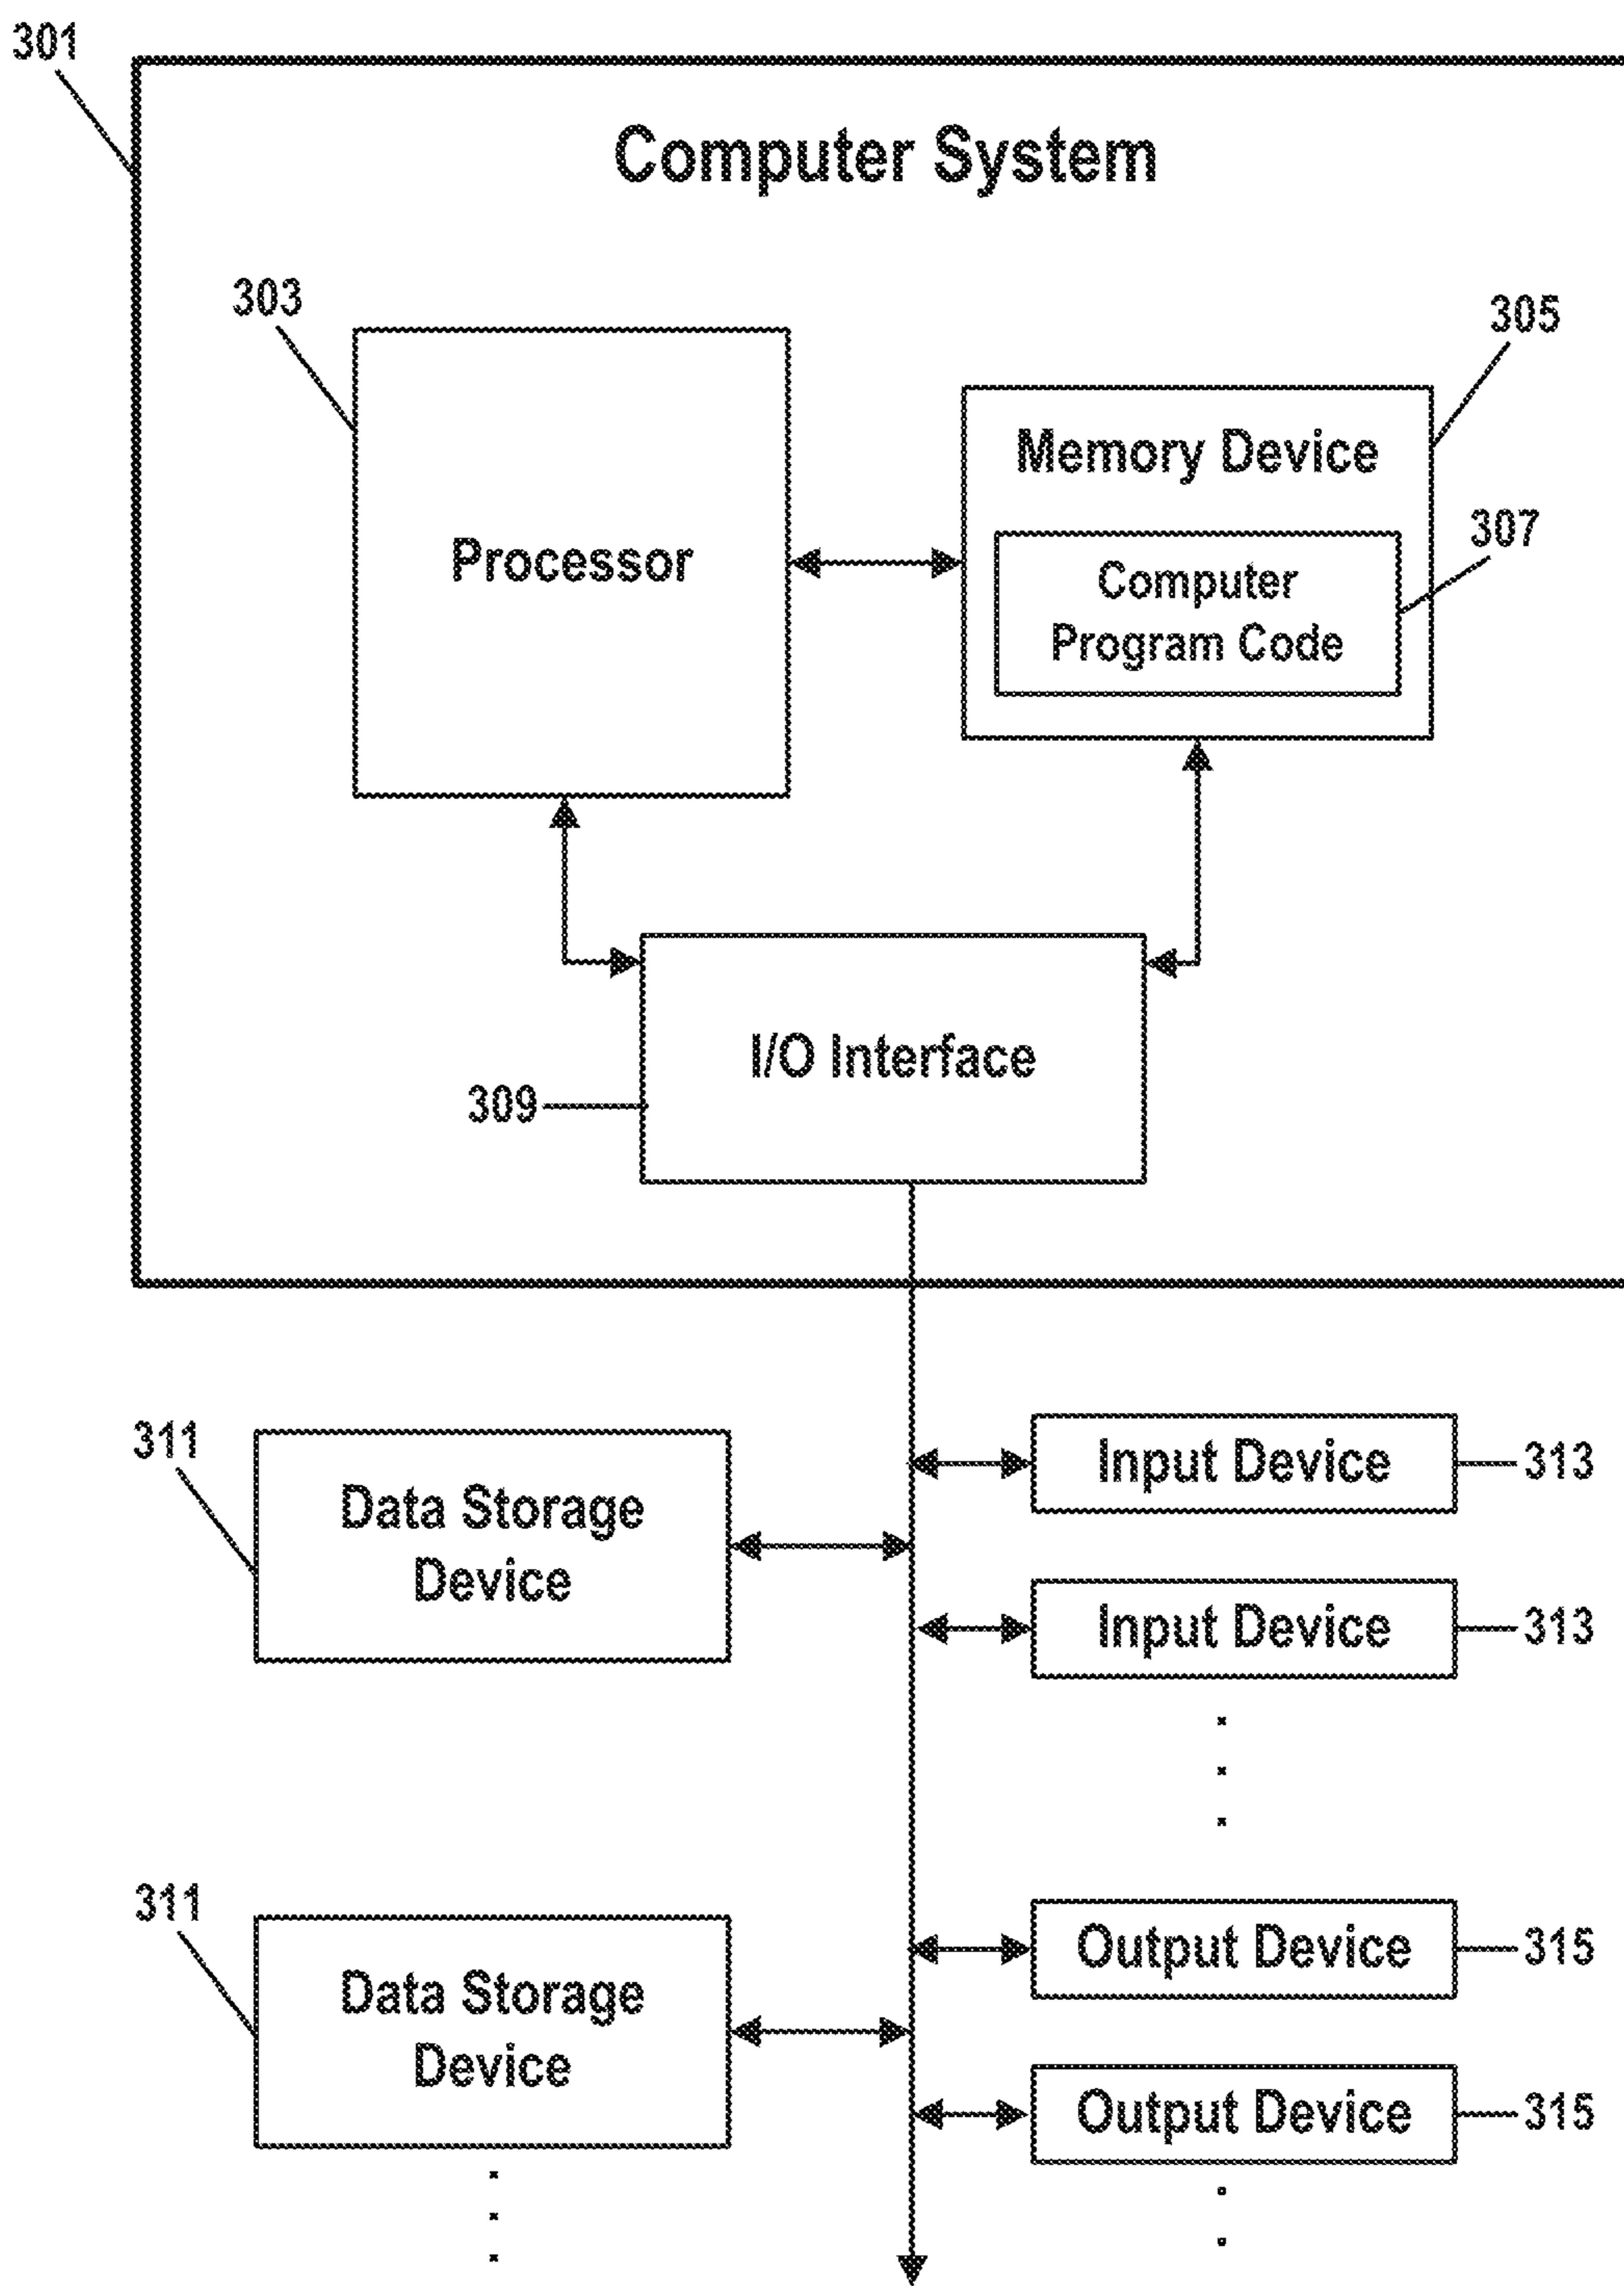 301
Computer System
303
305
Memory Device
307
Processor
Computer
Program Code
I/O Interface
309
311
Data Storage
Device
Input Device
313
Input Device
313
311
Data Storage
Device
Output Device
315
Output Device
315